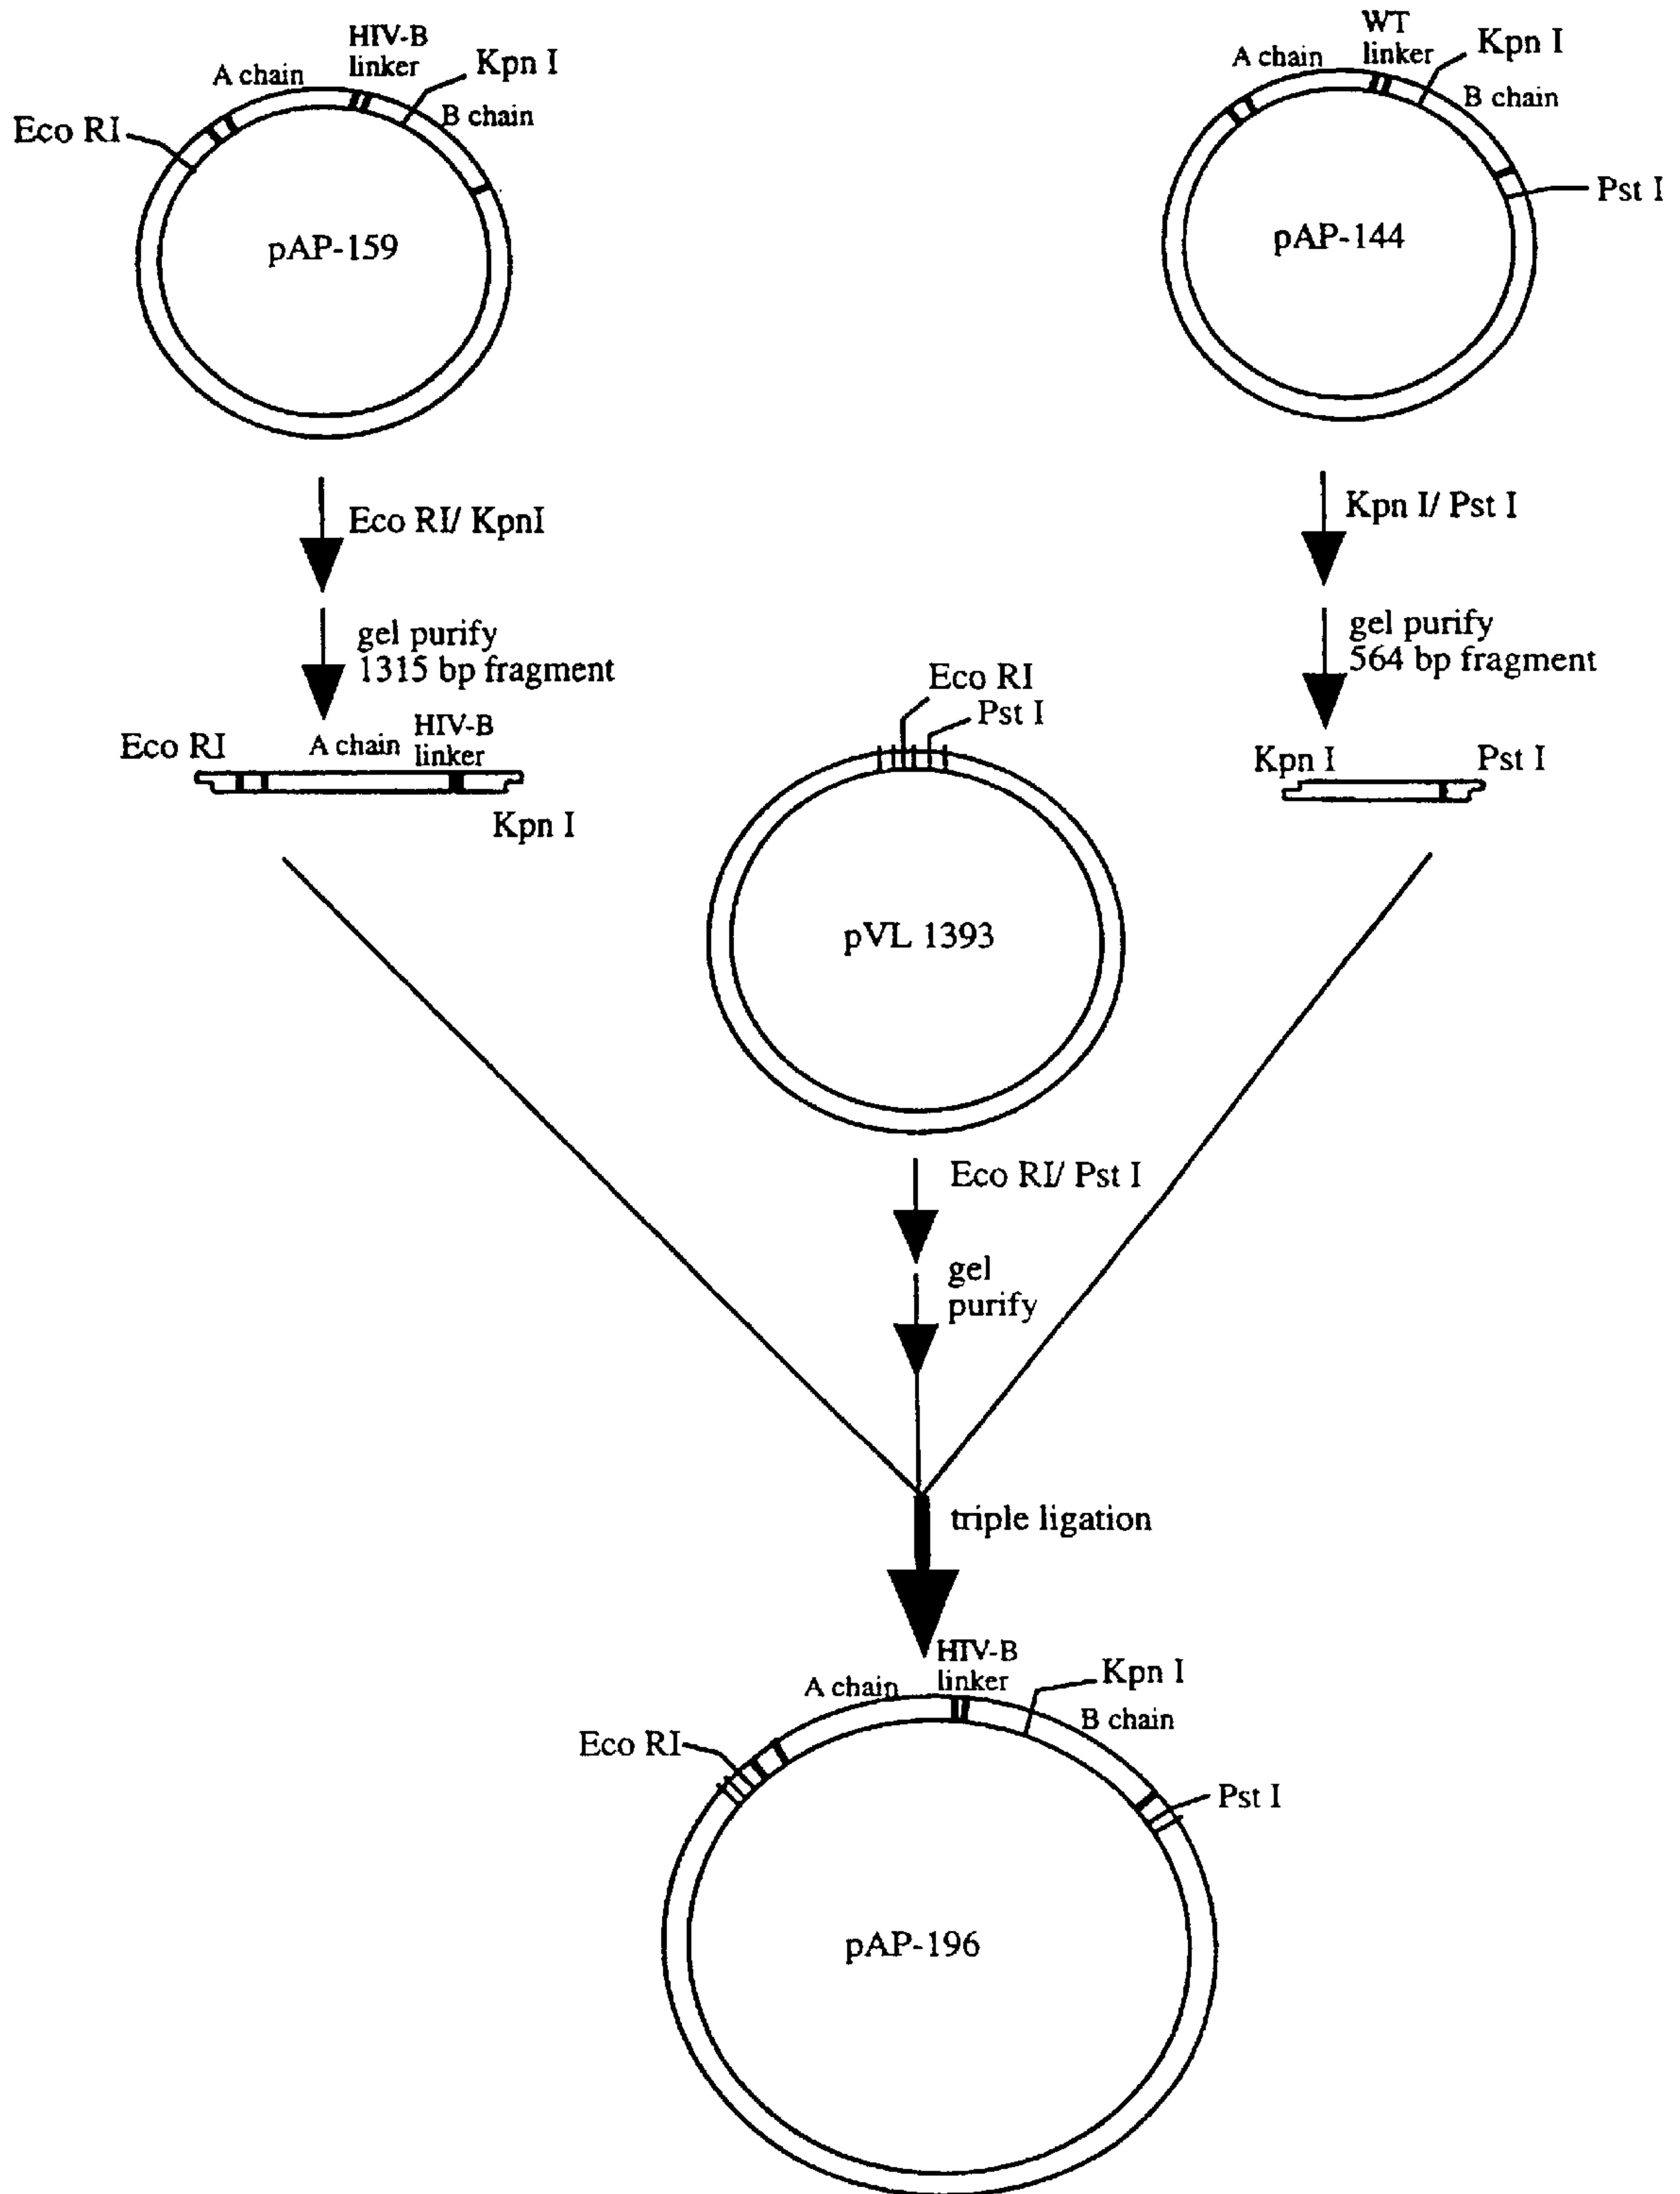 HIV-B
linker
A chain
Kpn I
B chain
Eco RI
pAP-159
WT
linker
A chain
Kpn I
B chain
Pst I
pAP-144
Eco RI/ KpnI
gel purify
1315 bp fragment
Kpn I/ Pst I
gel purify
564 bp fragment
Eco RI
A chain
HIV-B
linker
Kpn I
Eco RI
Pst I
Kpn I
Pst I
pVL 1393
Eco RI/ Pst I
gel
purify
triple ligation
HIV-B
linker
A chain
Kpn I
B chain
Eco RI
Pst I
pAP-196